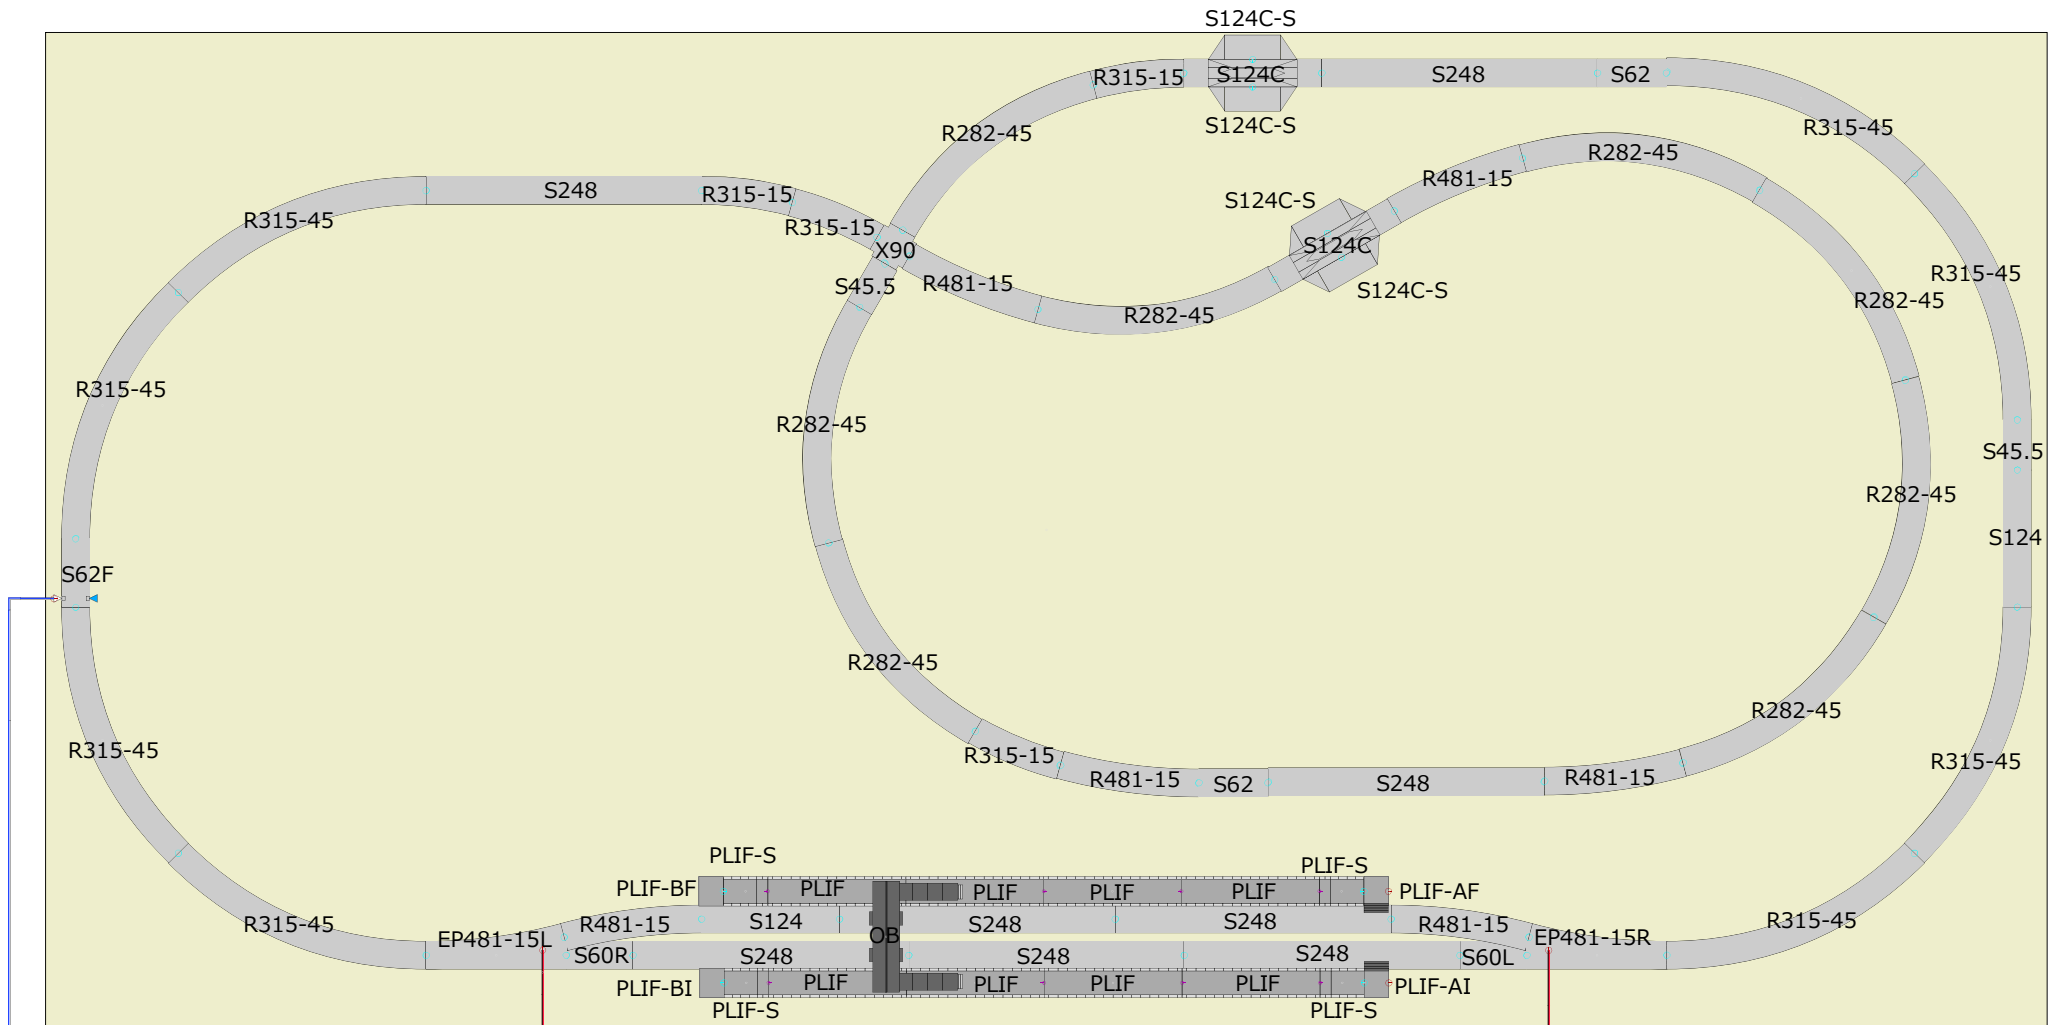 S124C-S
R315-15
S124C
S248
S62
R282-45
S124C-S
R315-45
R282-45
R481-15
S248
R315-15
S124C-S
R315-45
R315-15
X90
S124C
S45.5
R481-15
S124C-S
R315-45
R282-45
R282-45
R315-45
R282-45
S45.5
R282-45
S124
S62F
R282-45
R282-45
R315-45
R315-15
R481-15
S62
S248
R481-15
R315-45
PLIF-S
PLIF-S
PLIF-BF
PLIF
PLIF
PLIF
PLIF
PLIF-AF
R315-45
R481-15
S124
S248
S248
R481-15
R315-45
EP481-15L
OB
EP481-15R
S60R
S248
S248
S248
S60L
PLIF-BI
PLIF
PLIF
PLIF
PLIF
PLIF-AI
PLIF-S
PLIF-S